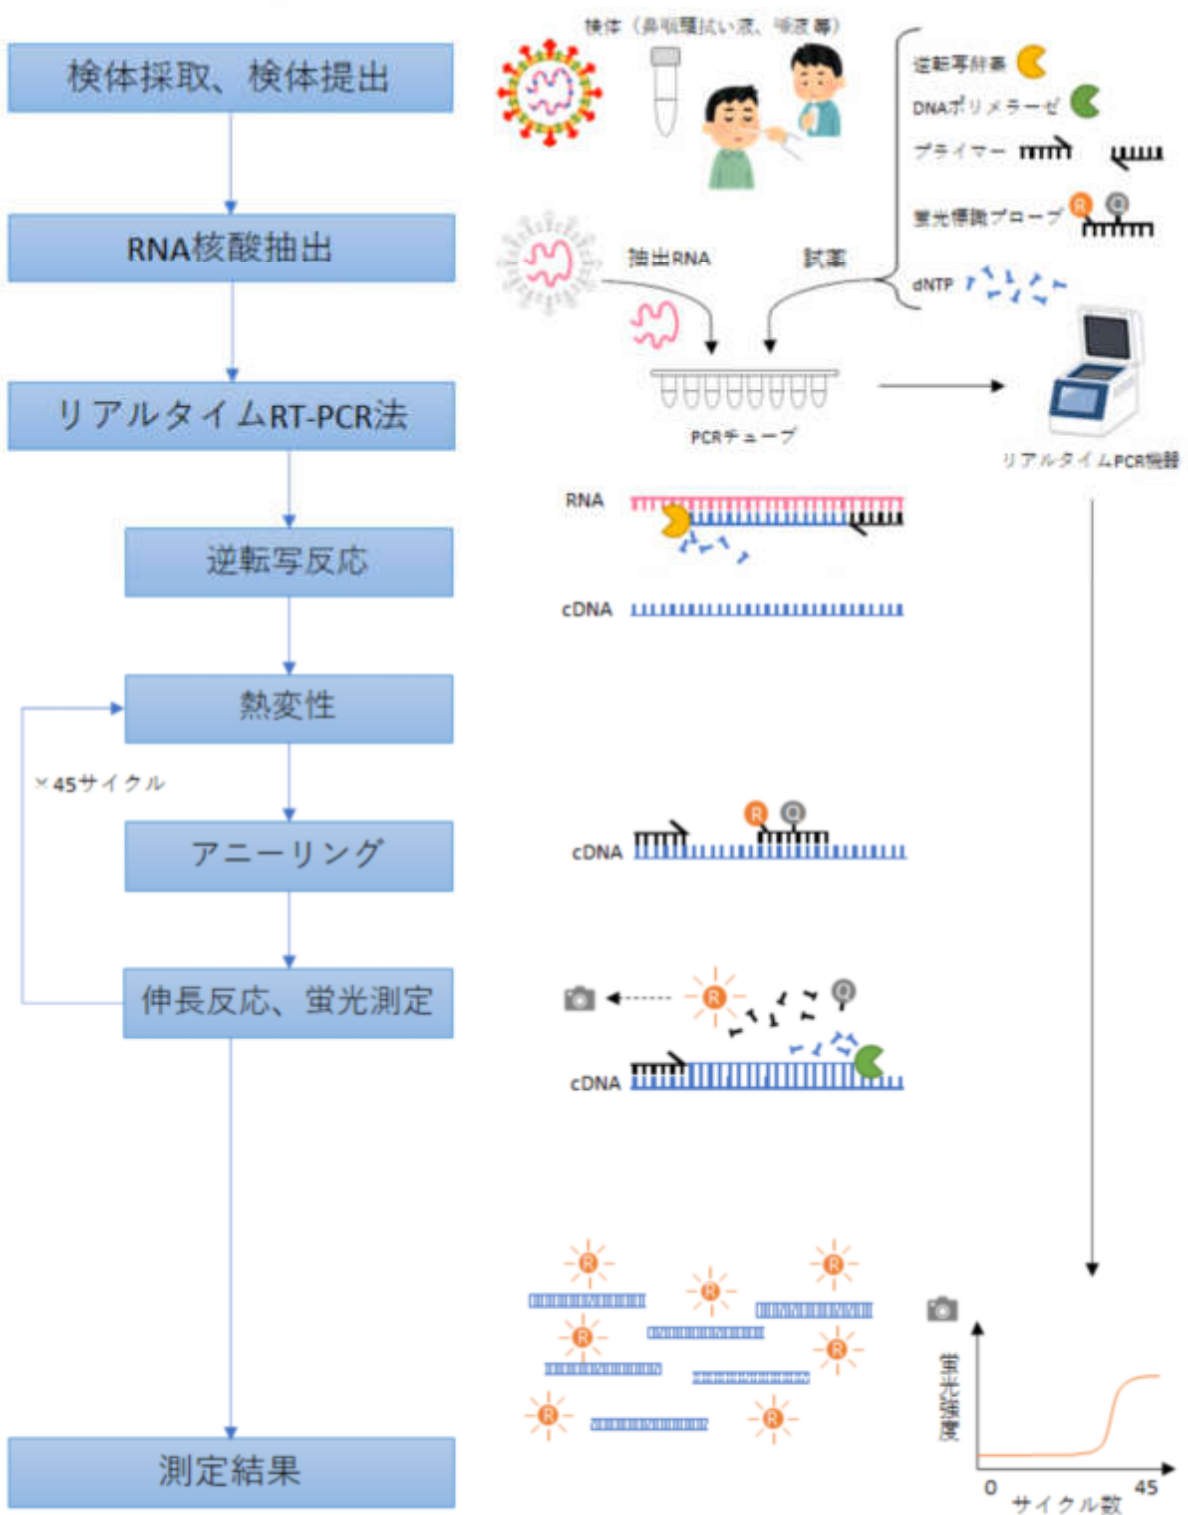 検体採取、検体提出
RNA核酸抽出
リアルタイムRT-PCR法
逆転写反応
熱変性
×45サイクル
アニーリング
伸長反応、蛍光測定
測定結果
検体（鼻咽頭拭い液、唾液等）
逆転写酵素
DNAポリメラーゼ
プライマー
蛍光標識プローブ
R
Q
dNTP
抽出RNA
試薬
PCRチューブ
リアルタイムPCR機器
RNA
cDNA
R
Q
cDNA
R
Q
cDNA
R
R
R
R
R
R
R
蛍光強度
0
45
サイクル数